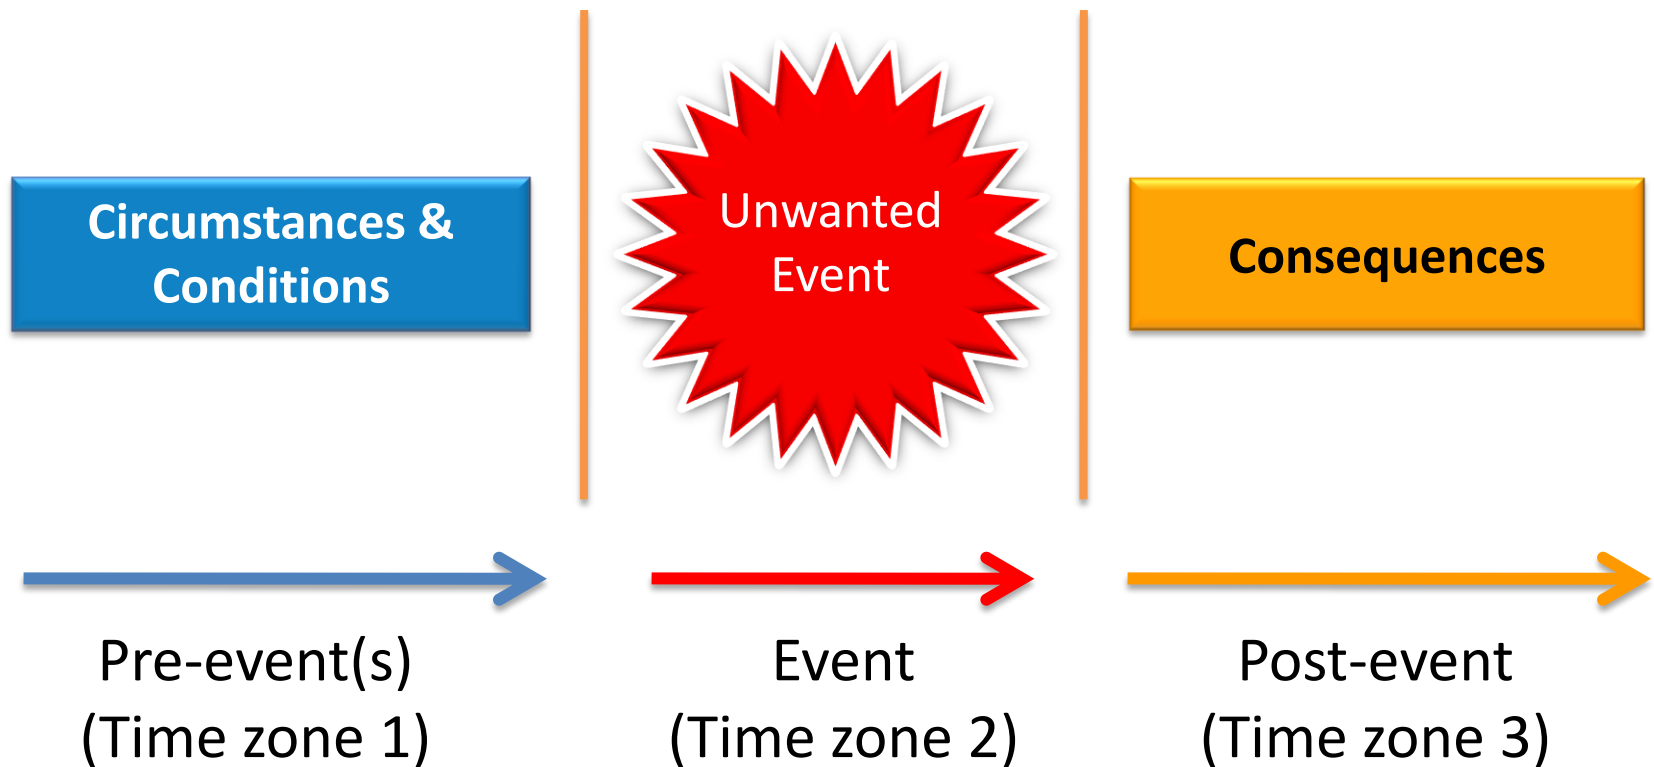 Circumstances &
Conditions
Unwanted
Event
Consequences
Pre-event(s)
(Time zone 1)
Event
(Time zone 2)
Post-event
(Time zone 3)